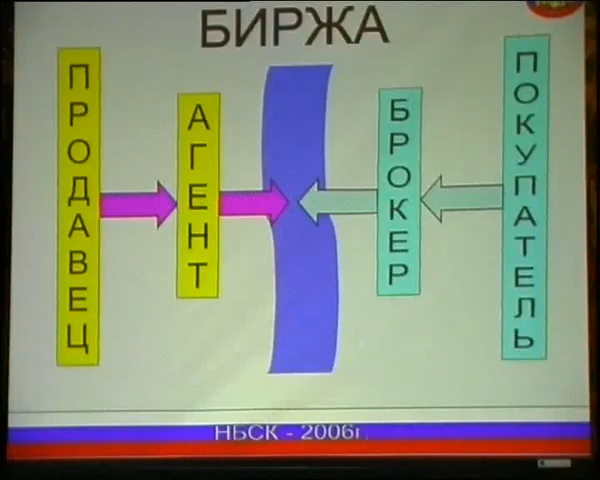 БИРЖА
ПРОДАВЕЦ
АГЕНТ
БРОКЕР
ПОКУПАТЕЛЬ
НБСК - 2006г.